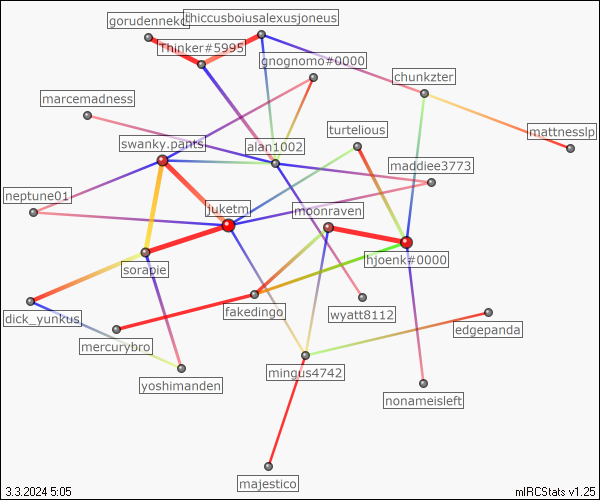 gorudenneko
thiccusboiusalexusjoneus
Thinker#5995
gnognomo#0000
chunkzter
marcemadness
turtelious
mattnesslp
swanky.pants
alan1002
maddiee3773
neptune01
juketm
moonraven
hjoenk#0000
sorapie
dick_yunkus
fakedingo
wyatt8112
edgepanda
mercurybro
mingus4742
yoshimanden
nonameisleft
majestico
3.3.2024 5:05
mIRCStats v1.25